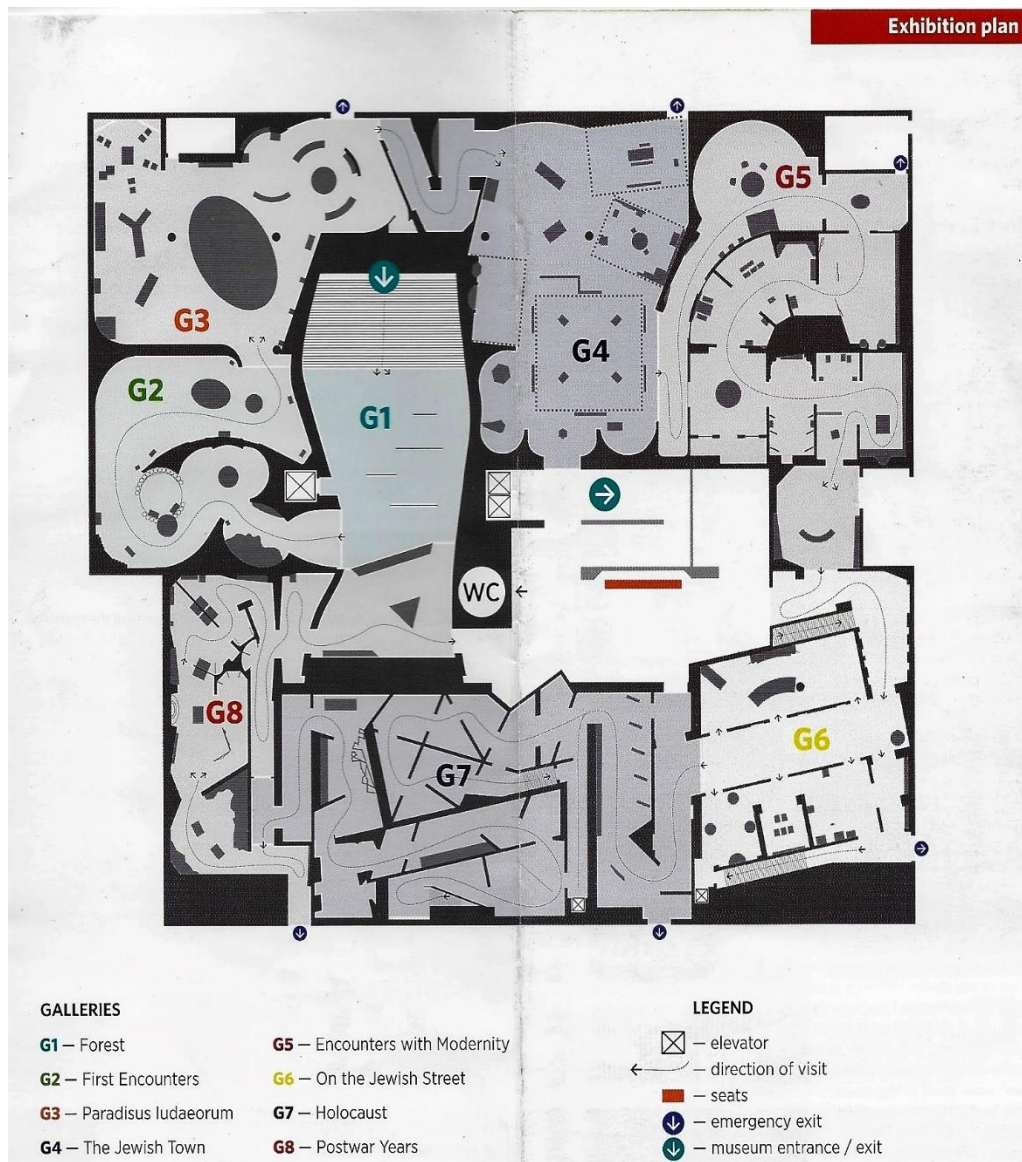 Exhibition plan
G5
G3
G4
G2
G1
WC
G8
G6
G7
GALLERIES
G1 — Forest
G2 — First Encounters
G3 — Paradisus Iudaeorum
G4 — The Jewish Town
G5 — Encounters with Modernity
G6 — On the Jewish Street
G7 — Holocaust
G8 — Postwar Years
LEGEND
— elevator
— direction of visit
— seats
— emergency exit
— museum entrance / exit